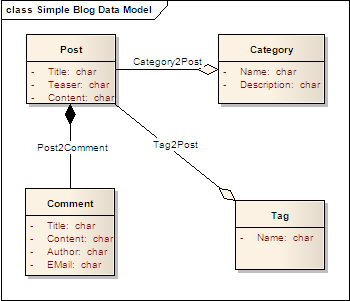 class Simple Blog Data Model
Post
- Title: char
- Teaser: char
- Content: char
Category2Post
Category
- Name: char
- Description: char
Post2Comment
Tag2Post
Comment
- Title: char
- Content: char
- Author: char
- EMail: char
Tag
- Name: char